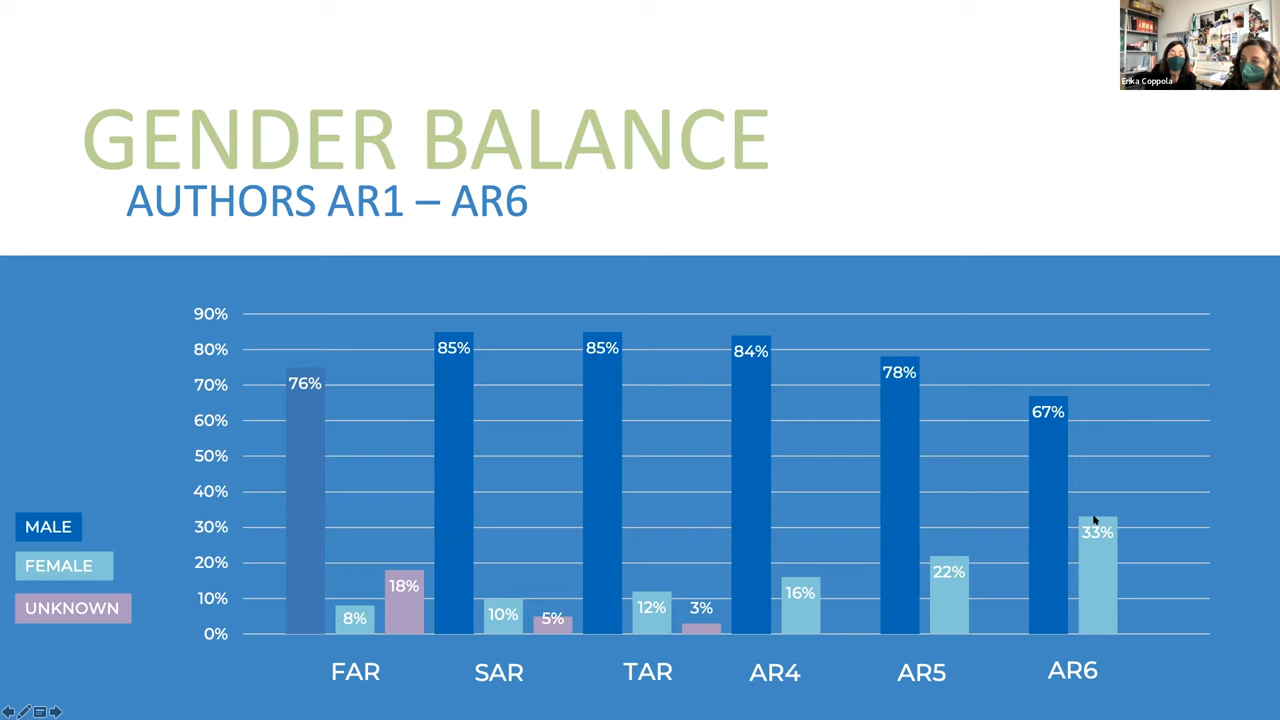 Erika Coppola
GENDER BALANCE
AUTHORS AR1 – AR6
90%
80%
70%
60%
50%
40%
30%
20%
10%
0%
76%
8%
18%
85%
10%
5%
85%
12%
3%
84%
16%
78%
22%
67%
33%
MALE
FEMALE
UNKNOWN
FAR
SAR
TAR
AR4
AR5
AR6